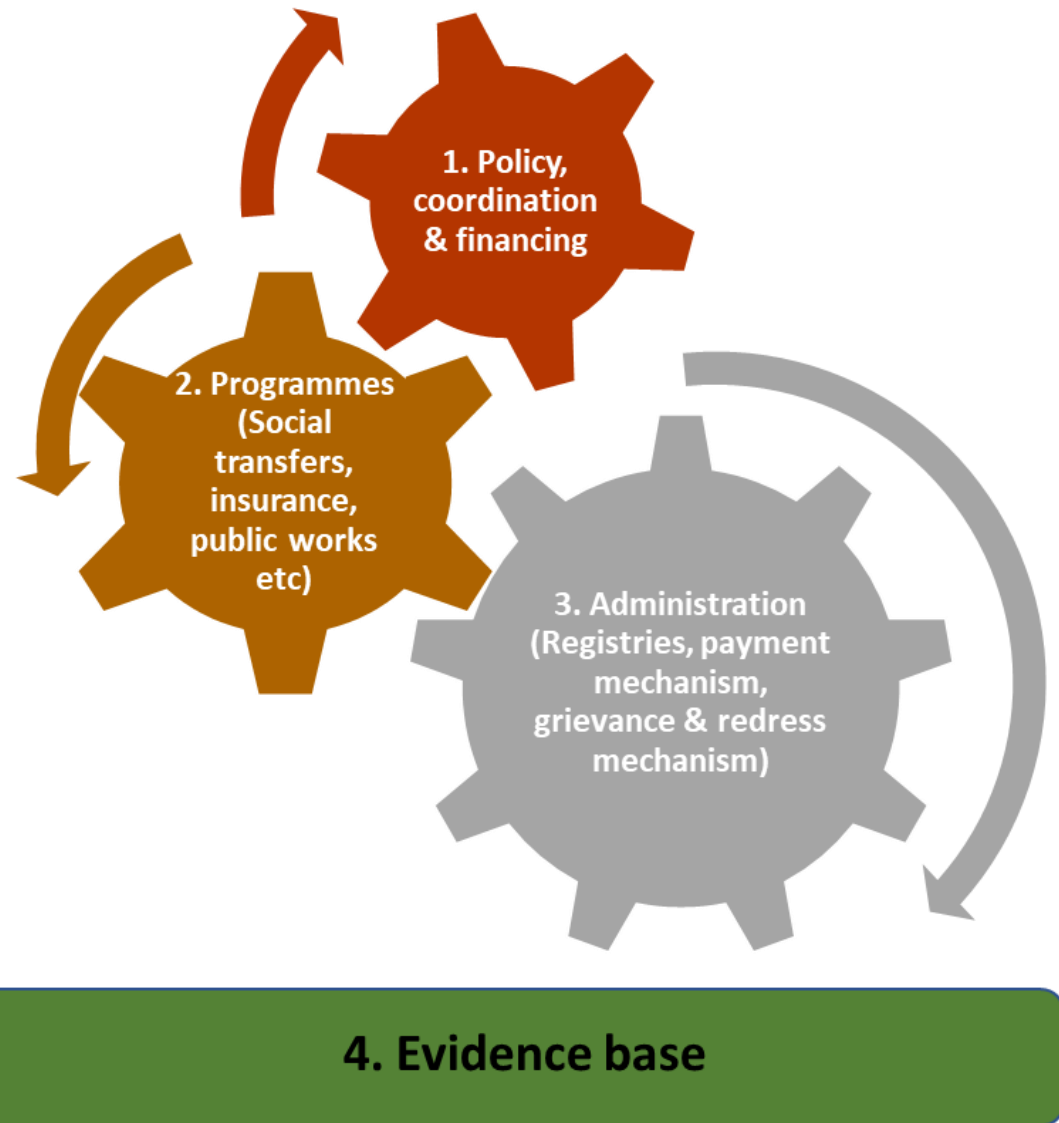 1. Policy,
coordination
& financing
2. Programmes
(Social
transfers,
insurance,
public works
etc)
3. Administration
(Registries, payment
mechanism,
grievance & redress
mechanism)
4. Evidence base